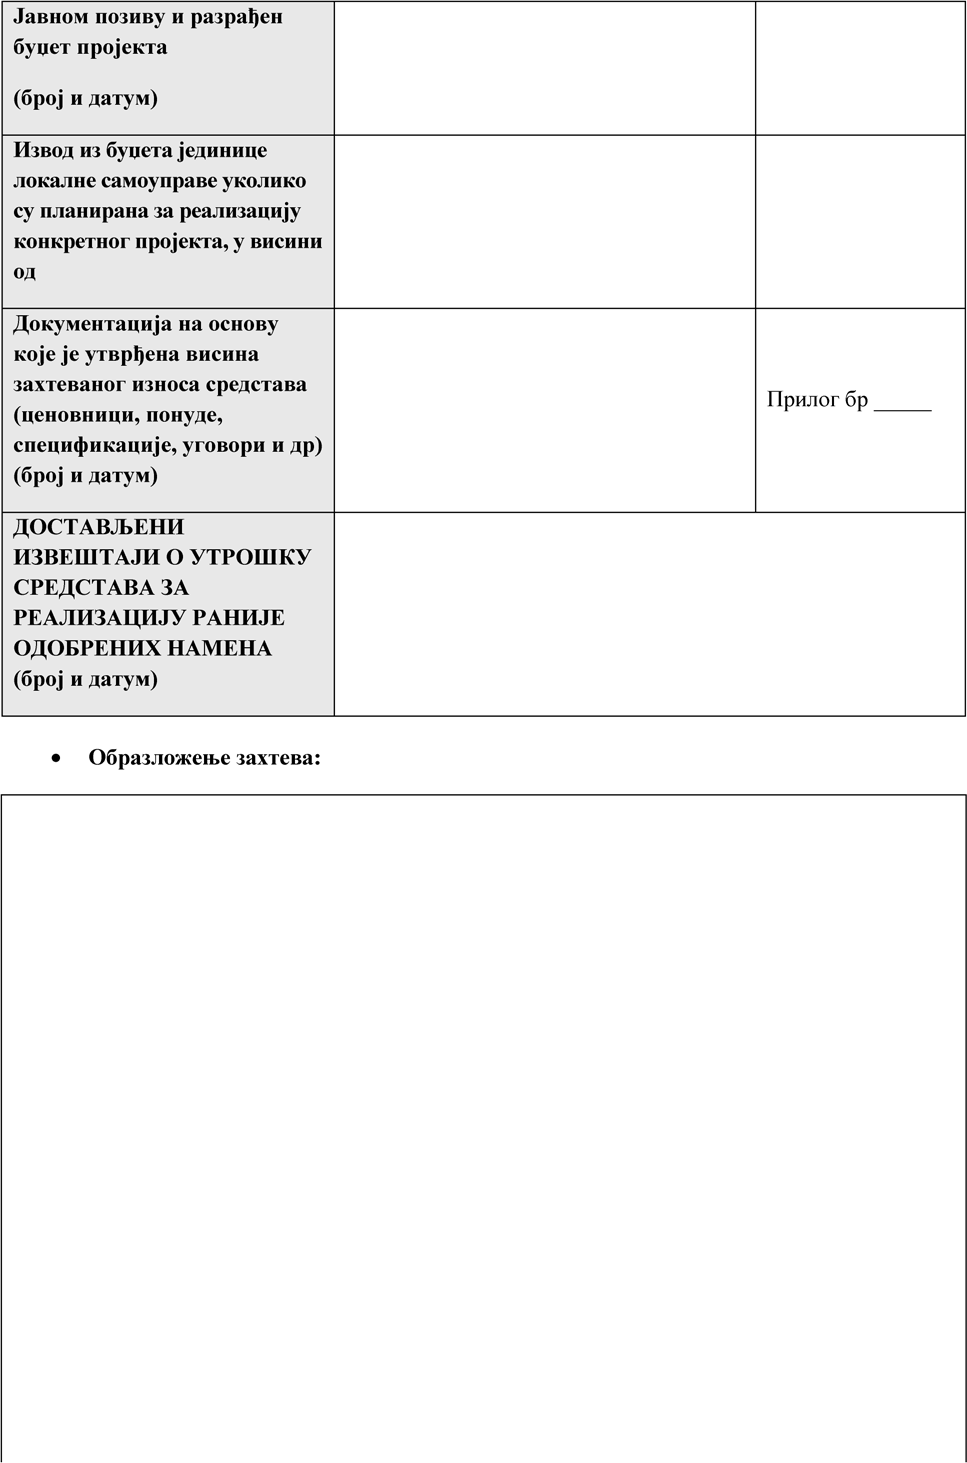 Јавном позиву и разрађен
буџет пројекта
(број и датум)
Извод из буџета јединице
локалне самоуправе уколико
су планирана за реализацију
конкретног пројекта, у висини
од
Документација на основу
које је утврђена висина
захтеваног износа средстава
(ценовници, понуде,
спецификације, уговори и др)
(број и датум)
Прилог бр _____
ДОСТАВЉЕНИ
ИЗВЕШТАЈИ О УТРОШКУ
СРЕДСТАВА ЗА
РЕАЛИЗАЦИЈУ РАНИЈЕ
ОДОБРЕНИХ НАМЕНА
(број и датум)
• Образложење захтева: